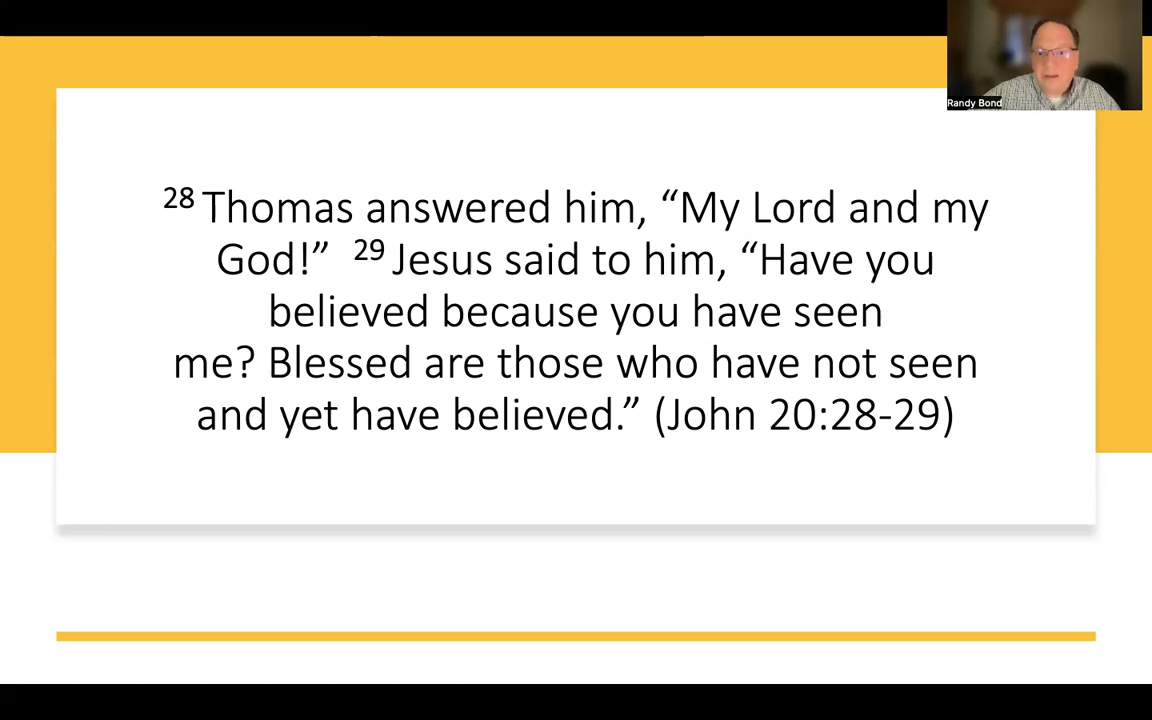 Randy Bond
28 Thomas answered him, “My Lord and my
God!” 29 Jesus said to him, “Have you
believed because you have seen
me? Blessed are those who have not seen
and yet have believed.” (John 20:28-29)